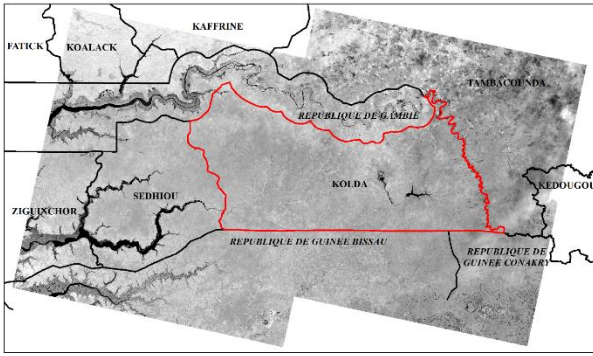 KAFFRINE
FATICK
KOALACK
TAMBACOUNDA
REPUBLIQUE DE GAMBIE
KOLDA
KEDOUGOU
SEDHIOU
ZIGUINCHOR
REPUBLIQUE DE GUINEE BISSAU
REPUBLIQUE DE
GUINEE CONAKRY